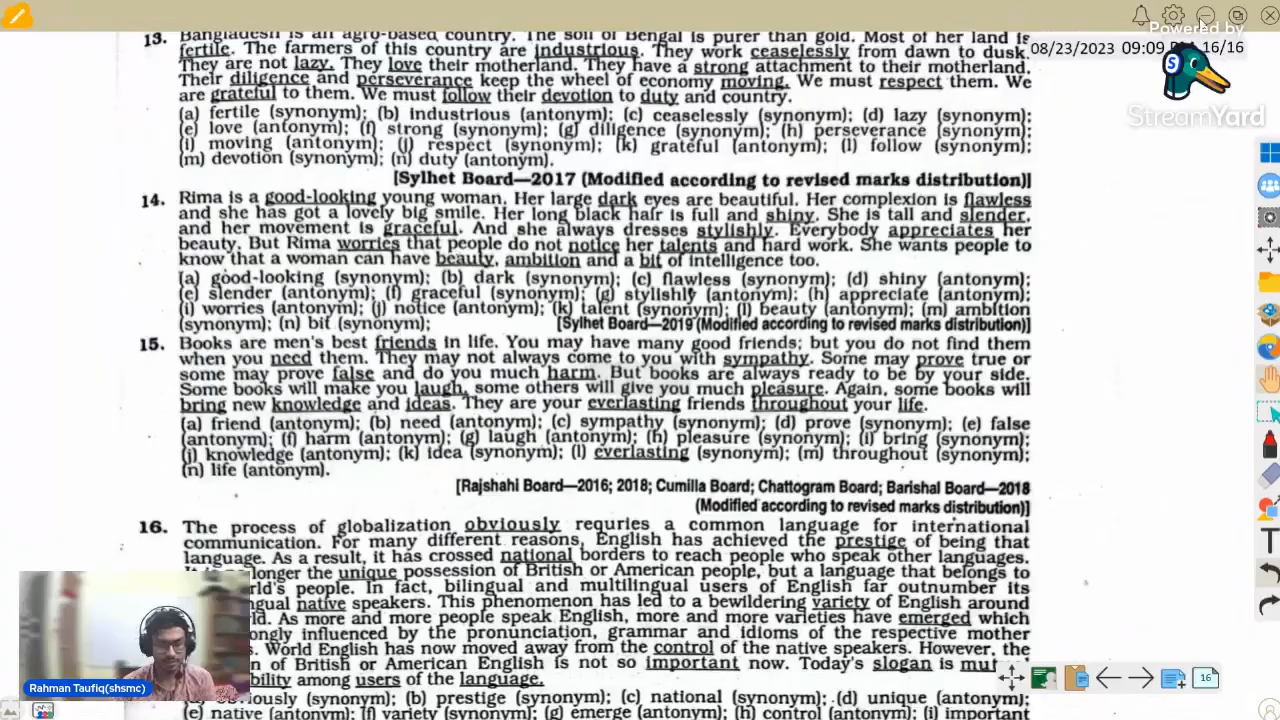 Powered by
StreamYard
08/23/2023 09:09 16/16
13. Bangladesh is an agro-based country. The soil of Bengal is purer than gold. Most of her land is
fertile. The farmers of this country are industrious. They work ceaselessly from dawn to dusk.
They are not lazy. They love their motherland. They have a strong attachment to their motherland.
Their diligence and perseverance keep the wheel of economy moving. We must respect them. We
are grateful to them. We must follow their devotion to duty and country.
(a) fertile (synonym); (b) industrious (antonym); (c) ceaselessly (synonym); (d) lazy (synonym);
(e) love (antonym); (f) strong (synonym); (g) diligence (synonym); (h) perseverance (synonym);
(i) moving (antonym); (j) respect (synonym); (k) grateful (antonym); (l) follow (synonym);
(m) devotion (synonym); (n) duty (antonym).
[Sylhet Board—2017 (Modified according to revised marks distribution)]
14. Rima is a good-looking young woman. Her large dark eyes are beautiful. Her complexion is flawless
and she has got a lovely big smile. Her long black hair is full and shiny. She is tall and slender,
and her movement is graceful. And she always dresses stylishly. Everybody appreciates her
beauty. But Rima worries that people do not notice her talents and hard work. She wants people to
know that a woman can have beauty, ambition and a bit of intelligence too.
(a) good-looking (synonym); (b) dark (synonym); (c) flawless (synonym); (d) shiny (antonym);
(e) slender (antonym); (f) graceful (synonym); (g) stylishly (antonym); (h) appreciate (antonym);
(i) worries (antonym); (j) notice (antonym); (k) talent (synonym); (l) beauty (antonym); (m) ambition
(synonym); (n) bit (synonym); [Sylhet Board—2019 (Modified according to revised marks distribution)]
15. Books are men's best friends in life. You may have many good friends; but you do not find them
when you need them. They may not always come to you with sympathy. Some may prove true or
some may prove false and do you much harm. But books are always ready to be by your side.
Some books will make you laugh, some others will give you much pleasure. Again, some books will
bring new knowledge and ideas. They are your everlasting friends throughout your life.
(a) friend (antonym); (b) need (antonym); (c) sympathy (synonym); (d) prove (synonym); (e) false
(antonym); (f) harm (antonym); (g) laugh (antonym); (h) pleasure (synonym); (i) bring (synonym);
(j) knowledge (antonym); (k) idea (synonym); (l) everlasting (synonym); (m) throughout (synonym);
(n) life (antonym).
[Rajshahi Board—2016; 2018; Cumilla Board; Chattogram Board; Barishal Board—2018
(Modified according to revised marks distribution)]
16. The process of globalization obviously requries a common language for international
communication. For many different reasons, English has achieved the prestige of being that
language. As a result, it has crossed national borders to reach people who speak other languages.
longer the unique possession of British or American people, but a language that belongs to
people. In fact, bilingual and multilingual users of English far outnumber its
native speakers. This phenomenon has led to a bewildering variety of English around
As more and more people speak English, more and more varieties have emerged which
influenced by the pronunciation, grammar and idioms of the respective mother
World English has now moved away from the control of the native speakers. However, the
of British or American English is not so important now. Today's slogan is
among users of the language.
(synonym); (b) prestige (synonym); (c) national (synonym); (d) unique (antonym);
(e) native (antonym); (f) variety (synonym); (g) emerge (antonym); (h) control (antonym); (i) important
Rahman Taufiq(shsmc)
16